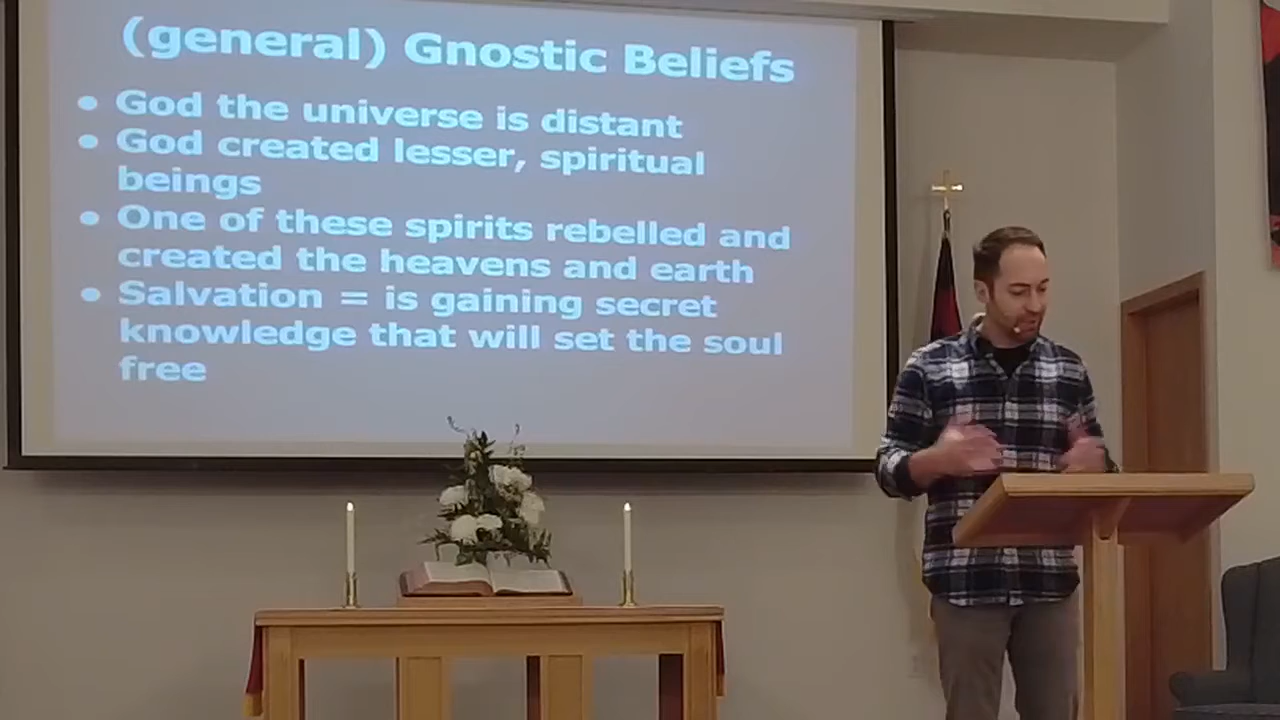 (general) Gnostic Beliefs
• God the universe is distant
• God created lesser, spiritual
beings
• One of these spirits rebelled and
created the heavens and earth
• Salvation = is gaining secret
knowledge that will set the soul
free